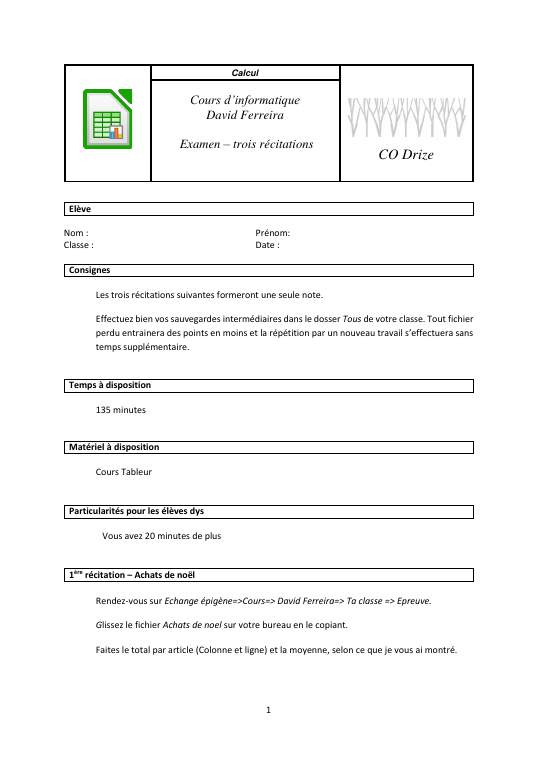 Calcul
Cours d'informatique
David Ferreira
Examen – trois récitations
CO Drize
Elève
Nom :
Prénom:
Classe :
Date :
Consignes
Les trois récitations suivantes formeront une seule note.
Effectuez bien vos sauvegardes intermédiaires dans le dosser Tous de votre classe. Tout fichier
perdu entrainera des points en moins et la répétition par un nouveau travail s'effectuera sans
temps supplémentaire.
Temps à disposition
135 minutes
Matériel à disposition
Cours Tableur
Particularités pour les élèves dys
Vous avez 20 minutes de plus
1ère récitation – Achats de noël
Rendez-vous sur Echange épigène=>Cours=> David Ferreira=> Ta classe => Epreuve.
Glissez le fichier Achats de noel sur votre bureau en le copiant.
Faites le total par article (Colonne et ligne) et la moyenne, selon ce que je vous ai montré.
1